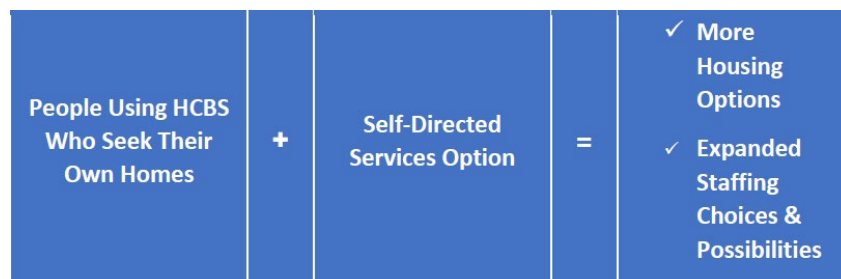 People Using HCBS
Who Seek Their
Own Homes
+
Self-Directed
Services Option
=
✓ More
Housing
Options
✓ Expanded
Staffing
Choices &
Possibilities